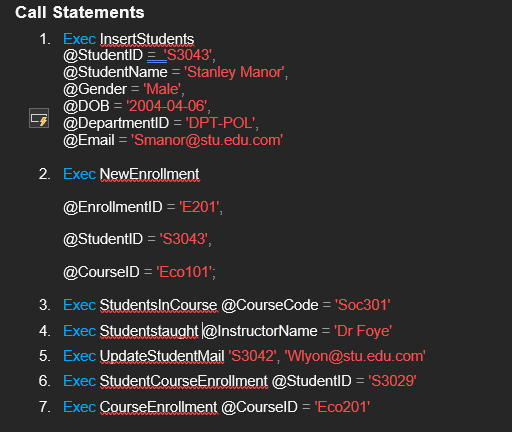 Call Statements
1. Exec InsertStudents
@StudentID = 'S3043',
@StudentName = 'Stanley Manor',
@Gender = 'Male',
@DOB = '2004-04-06',
@DepartmentID = 'DPT-POL',
@Email = 'Smanor@stu.edu.com'
2. Exec NewEnrollment
@EnrollmentID = 'E201',
@StudentID = 'S3043',
@CourseID = 'Eco101';
3. Exec StudentsInCourse @CourseCode = 'Soc301'
4. Exec Studentstaught @InstructorName = 'Dr Foye'
5. Exec UpdateStudentMail 'S3042', 'Wlyon@stu.edu.com'
6. Exec StudentCourseEnrollment @StudentID = 'S3029'
7. Exec CourseEnrollment @CourseID = 'Eco201'